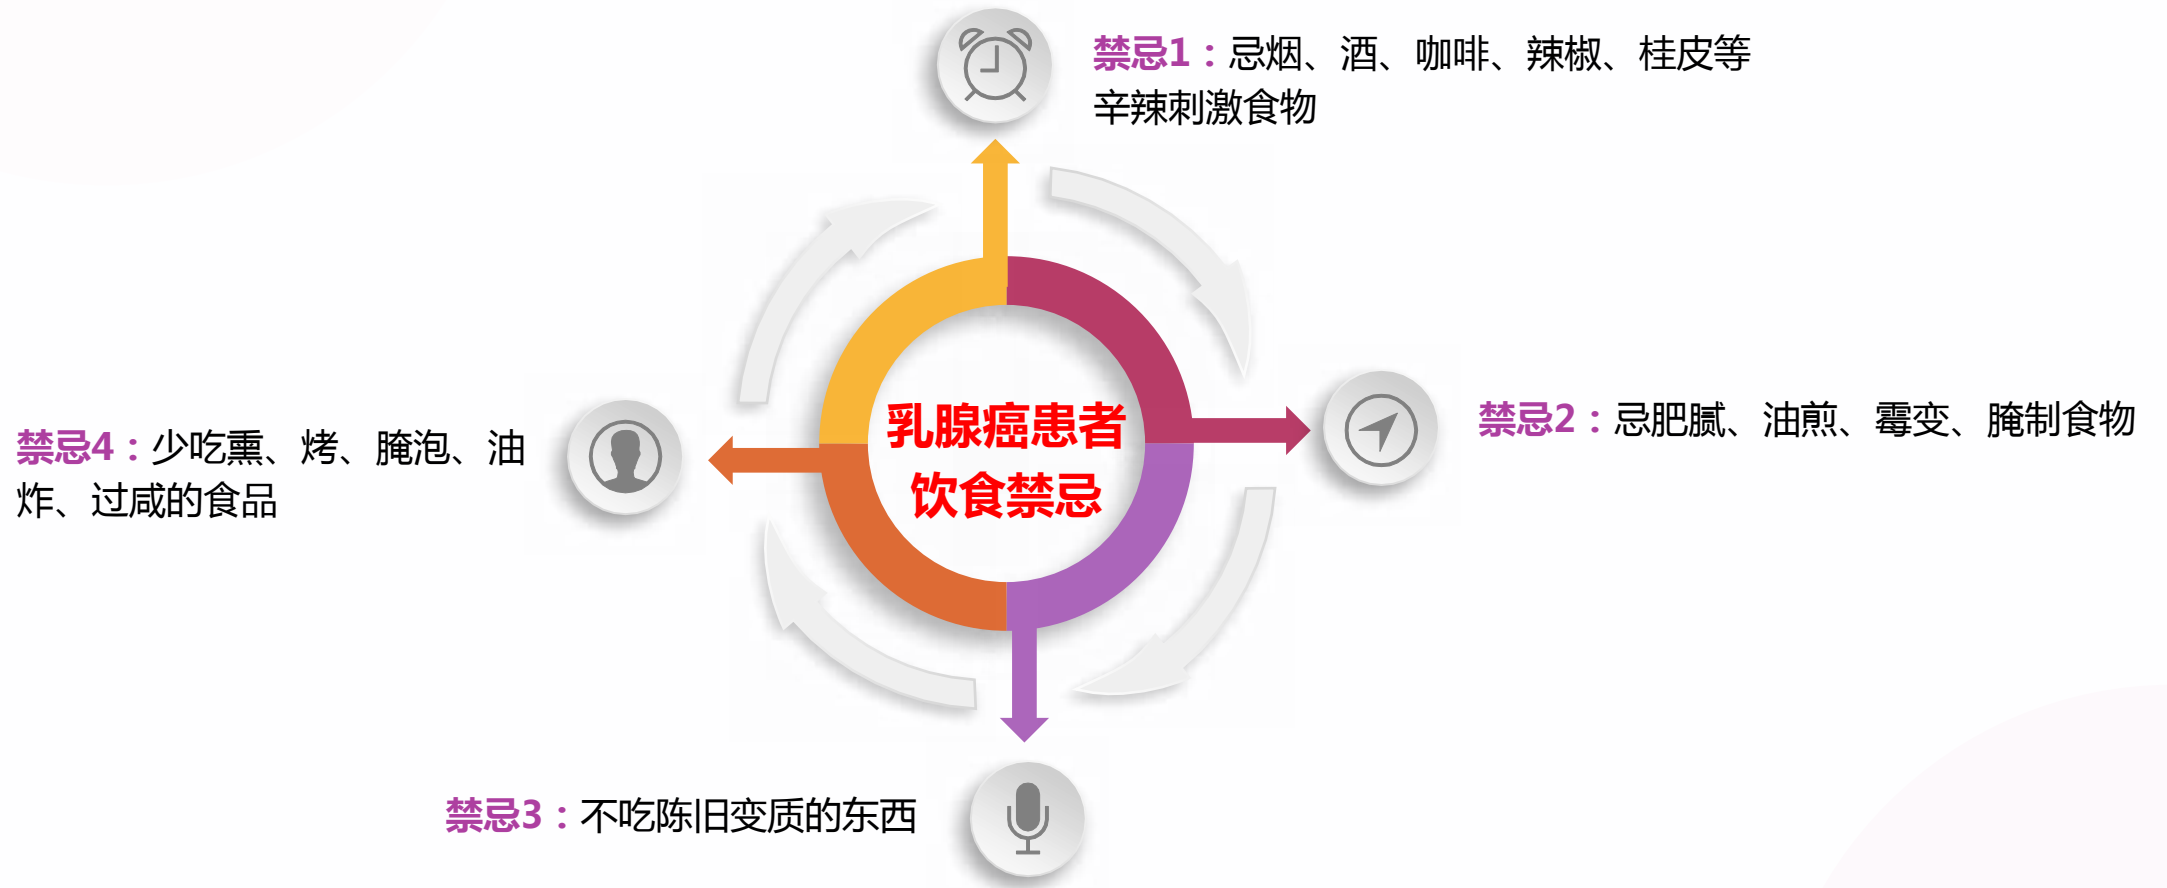 禁忌1：忌烟、酒、咖啡、辣椒、桂皮等
辛辣刺激食物
乳腺癌患者
饮食禁忌
禁忌2：忌肥腻、油煎、霉变、腌制食物
禁忌3：不吃陈旧变质的东西
禁忌4：少吃熏、烤、腌泡、油
炸、过咸的食品